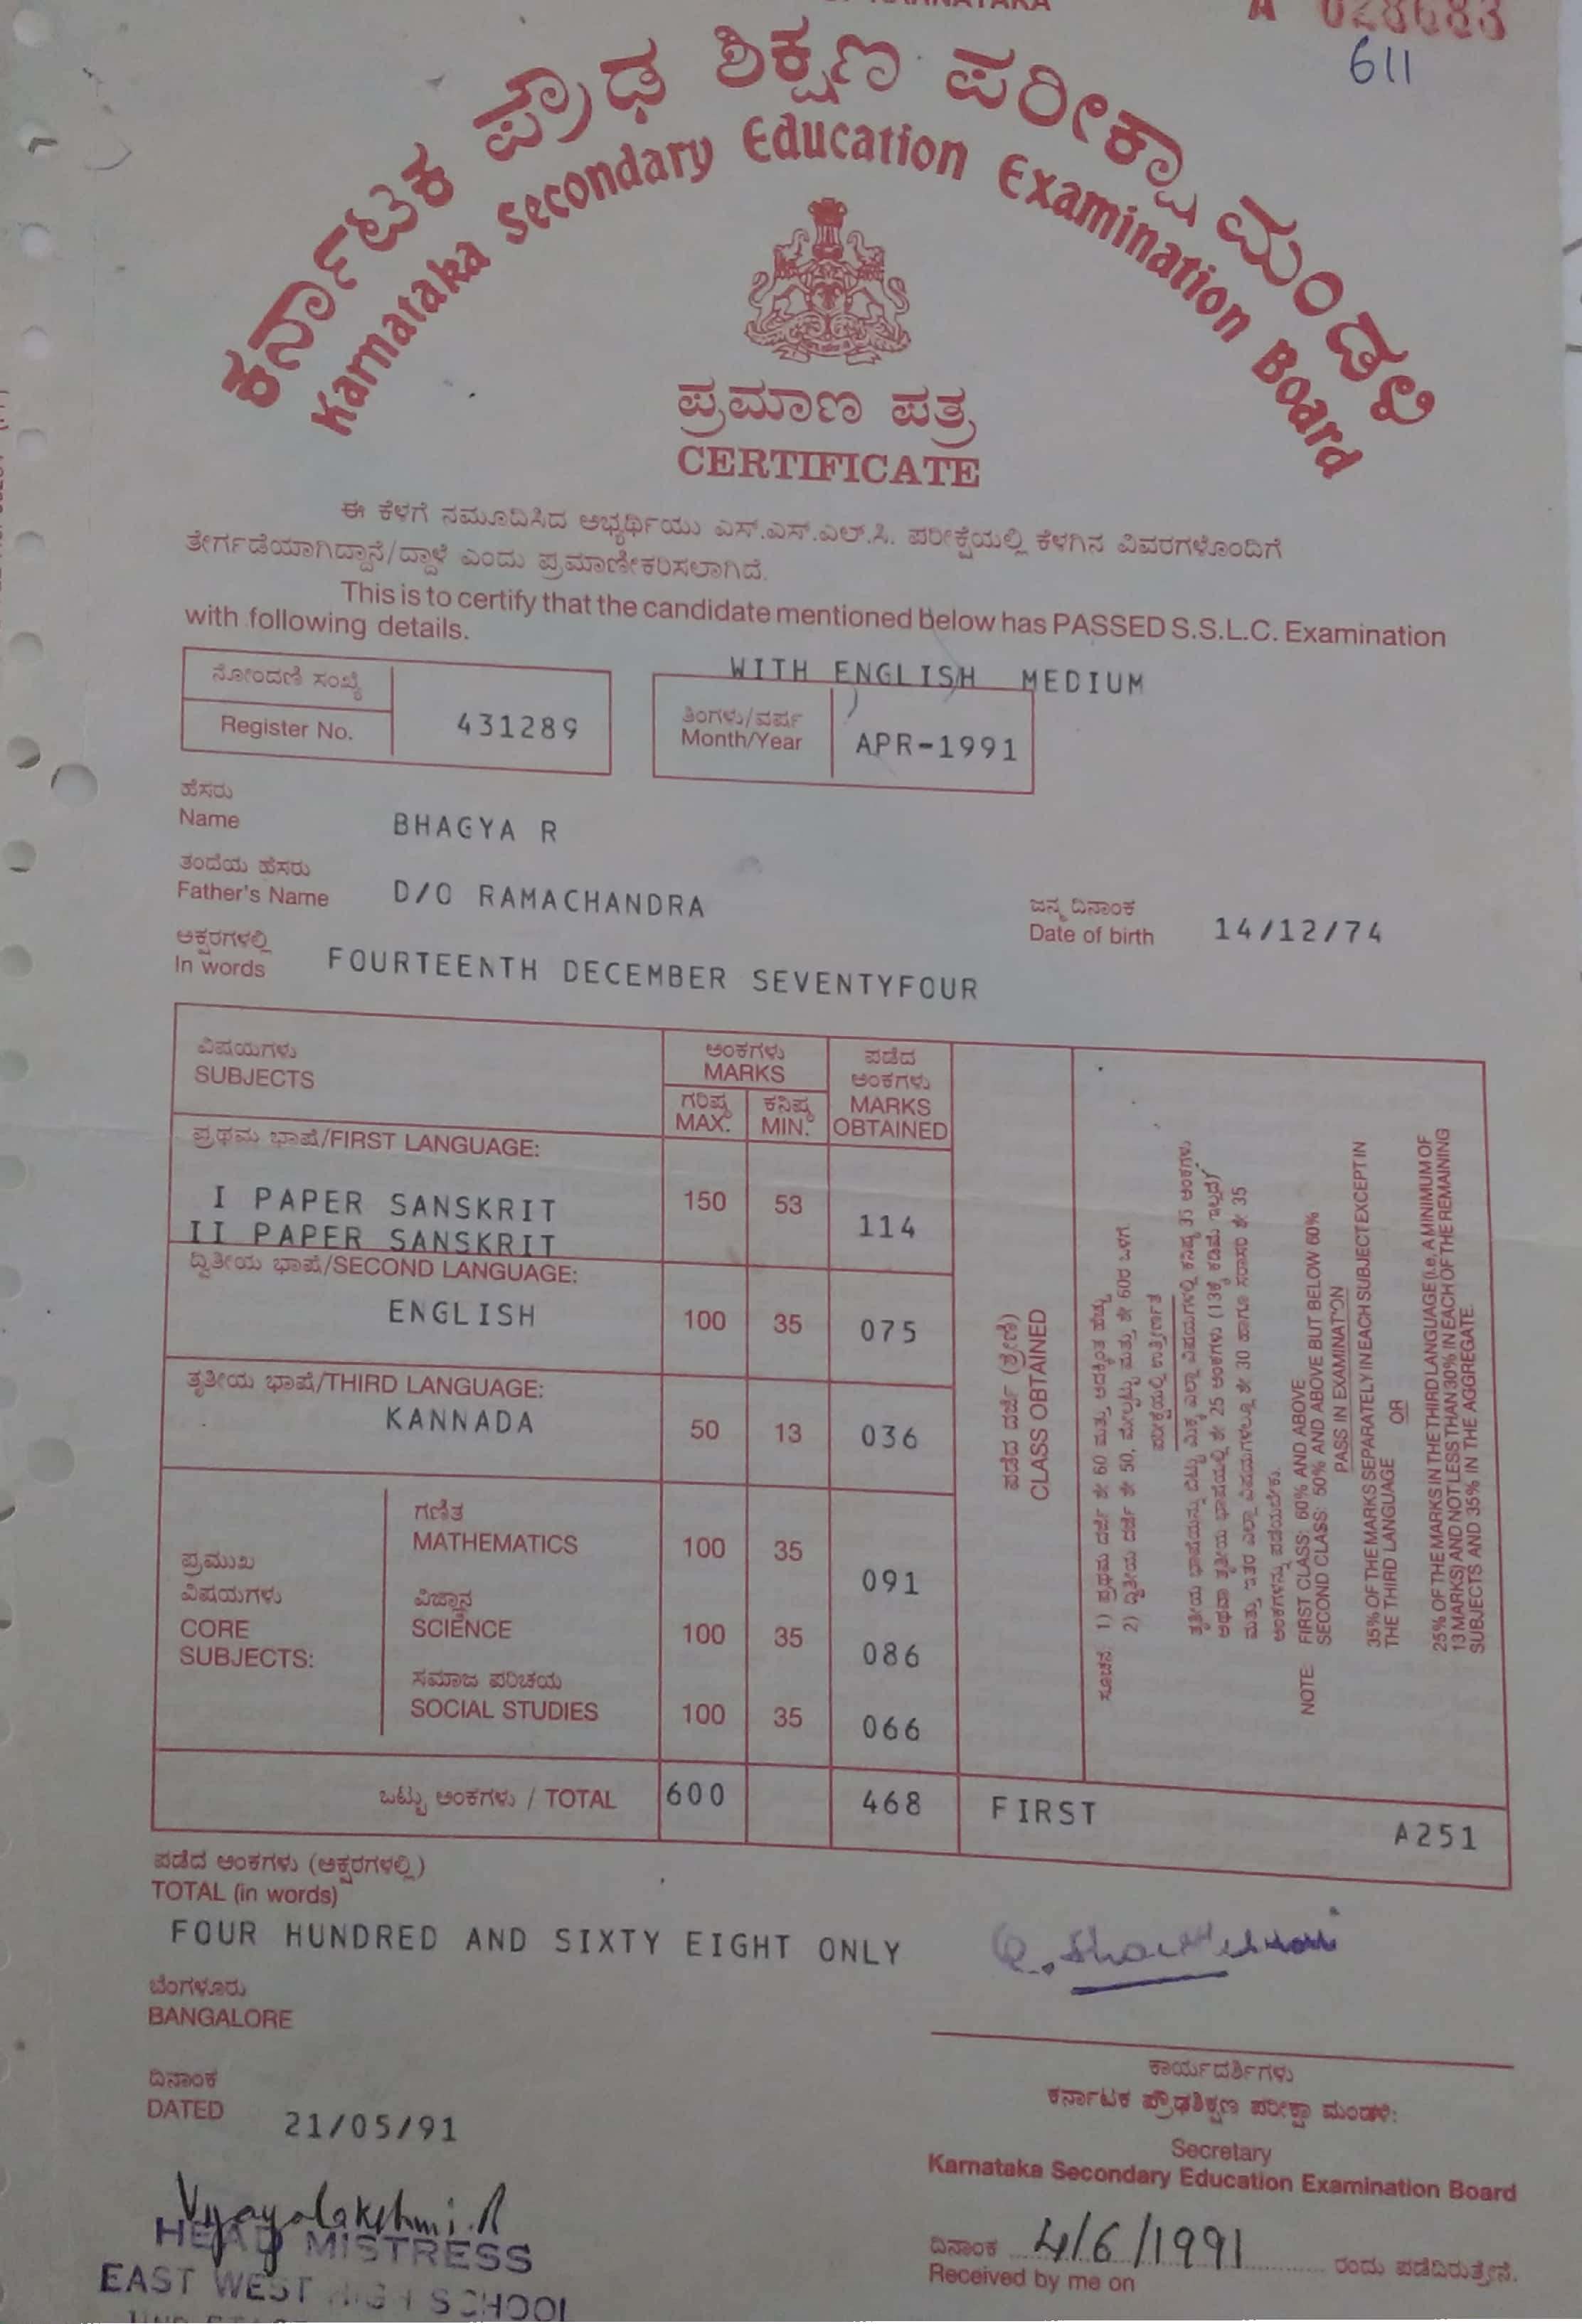 A 028683
611
ಕರ್ನಾಟಕ ಪ್ರೌಢ ಶಿಕ್ಷಣ ಪರೀಕ್ಷಾ ಮಂಡಳಿ
Karnataka Secondary Education Examination Board
ಪ್ರಮಾಣ ಪತ್ರ
CERTIFICATE
ಈ ಕೆಳಗೆ ನಮೂದಿಸಿದ ಅಭ್ಯರ್ಥಿಯು ಎಸ್.ಎಸ್.ಎಲ್.ಸಿ. ಪರೀಕ್ಷೆಯಲ್ಲಿ ಕೆಳಗಿನ ವಿವರಗಳೊಂದಿಗೆ
ತೇರ್ಗಡೆಯಾಗಿದ್ದಾನೆ/ದ್ದಾಳೆ ಎಂದು ಪ್ರಮಾಣೀಕರಿಸಲಾಗಿದೆ.
This is to certify that the candidate mentioned below has PASSED S.S.L.C. Examination
with following details.
WITH ENGLISH MEDIUM
ನೋಂದಣಿ ಸಂಖ್ಯೆ
Register No. 431289
ತಿಂಗಳು/ವರ್ಷ
Month/Year APR-1991
ಹೆಸರು
Name BHAGYA R
ತಂದೆಯ ಹೆಸರು
Father's Name D/O RAMACHANDRA
ಜನ್ಮ ದಿನಾಂಕ
Date of birth 14/12/74
ಅಕ್ಷರಗಳಲ್ಲಿ
In words FOURTEENTH DECEMBER SEVENTYFOUR
ವಿಷಯಗಳು
SUBJECTS
ಅಂಕಗಳು
MARKS
ಗರಿಷ್ಠ
MAX.
ಕನಿಷ್ಠ
MIN.
ಪಡೆದ
ಅಂಕಗಳು
MARKS
OBTAINED
ಪ್ರಥಮ ಭಾಷೆ/FIRST LANGUAGE:
I PAPER SANSKRIT 150 53 114
II PAPER SANSKRIT
ದ್ವಿತೀಯ ಭಾಷೆ/SECOND LANGUAGE:
ENGLISH 100 35 075
ತೃತೀಯ ಭಾಷೆ/THIRD LANGUAGE:
KANNADA 50 13 036
ಪ್ರಮುಖ
ವಿಷಯಗಳು
CORE
SUBJECTS:
ಗಣಿತ
MATHEMATICS 100 35 091
ವಿಜ್ಞಾನ
SCIENCE 100 35 086
ಸಮಾಜ ಪರಿಚಯ
SOCIAL STUDIES 100 35 066
ಒಟ್ಟು ಅಂಕಗಳು / TOTAL 600 468 FIRST A251
ಪಡೆದ ದರ್ಜೆ (ಶ್ರೇಣಿ)
CLASS OBTAINED
ಸೂಚನೆ: 1) ಪ್ರಥಮ ದರ್ಜೆ ಶೇ 60 ಮತ್ತು ಅದಕ್ಕಿಂತ ಹೆಚ್ಚು
2) ದ್ವಿತೀಯ ದರ್ಜೆ ಶೇ 50, ಮೇಲ್ಪಟ್ಟು ಮತ್ತು ಶೇ 60ರ ಒಳಗೆ.
ಪರೀಕ್ಷೆಯಲ್ಲಿ ಉತ್ತೀರ್ಣತೆ
ತೃತೀಯ ಭಾಷೆಯನ್ನು ಬಿಟ್ಟು ಮಿಕ್ಕ ಎಲ್ಲಾ ವಿಷಯಗಳಲ್ಲಿ ಕನಿಷ್ಠ 35 ಅಂಕಗಳು
ಅಥವಾ ತೃತೀಯ ಭಾಷೆಯಲ್ಲಿ ಶೇ 25 ಅಂಕಗಳು (13ಕ್ಕೆ ಕಡಿಮೆ ಇಲ್ಲದೆ)
ಮತ್ತು ಇತರ ಎಲ್ಲಾ ವಿಷಯಗಳಲ್ಲೂ ಶೇ 30 ಹಾಗೂ ಸರಾಸರಿ ಶೇ 35
ಅಂಕಗಳನ್ನು ಪಡೆಯಬೇಕು.
NOTE: FIRST CLASS: 60% AND ABOVE
SECOND CLASS: 50% AND ABOVE BUT BELOW 60%
PASS IN EXAMINATION
35% OF THE MARKS SEPARATELY IN EACH SUBJECT EXCEPT IN
THE THIRD LANGUAGE OR
25% OF THE MARKS IN THE THIRD LANGUAGE (i.e. A MINIMUM OF
13 MARKS) AND NOT LESS THAN 30% IN EACH OF THE REMAINING
SUBJECTS AND 35% IN THE AGGREGATE.
ಪಡೆದ ಅಂಕಗಳು (ಅಕ್ಷರಗಳಲ್ಲಿ)
TOTAL (in words)
FOUR HUNDRED AND SIXTY EIGHT ONLY
ಬೆಂಗಳೂರು
BANGALORE
ದಿನಾಂಕ
DATED 21/05/91
ಕಾರ್ಯದರ್ಶಿಗಳು
ಕರ್ನಾಟಕ ಪ್ರೌಢಶಿಕ್ಷಣ ಪರೀಕ್ಷಾ ಮಂಡಳಿ:
Secretary
Karnataka Secondary Education Examination Board
Vijayalakshmi.R
HEAD MISTRESS
EAST WEST HIGH SCHOOL
ದಿನಾಂಕ 4/6/1991 ರಂದು ಪಡೆದಿರುತ್ತೇನೆ.
Received by me on